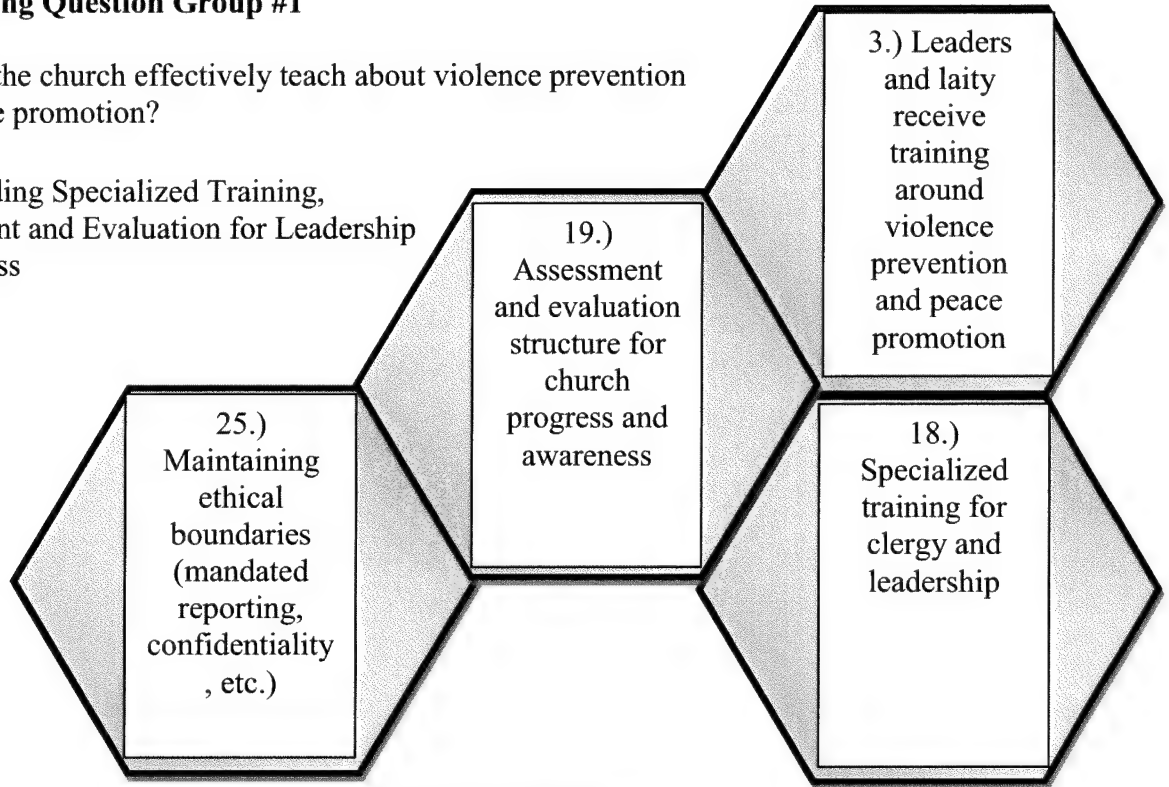 ng Question Group #1
the church effectively teach about violence prevention
e promotion?
ling Specialized Training,
nt and Evaluation for Leadership
ss
3.) Leaders
and laity
receive
training
around
violence
prevention
and peace
promotion
19.)
Assessment
and evaluation
structure for
church
progress and
awareness
25.)
Maintaining
ethical
boundaries
(mandated
reporting,
confidentiality
, etc.)
18.)
Specialized
training for
clergy and
leadership